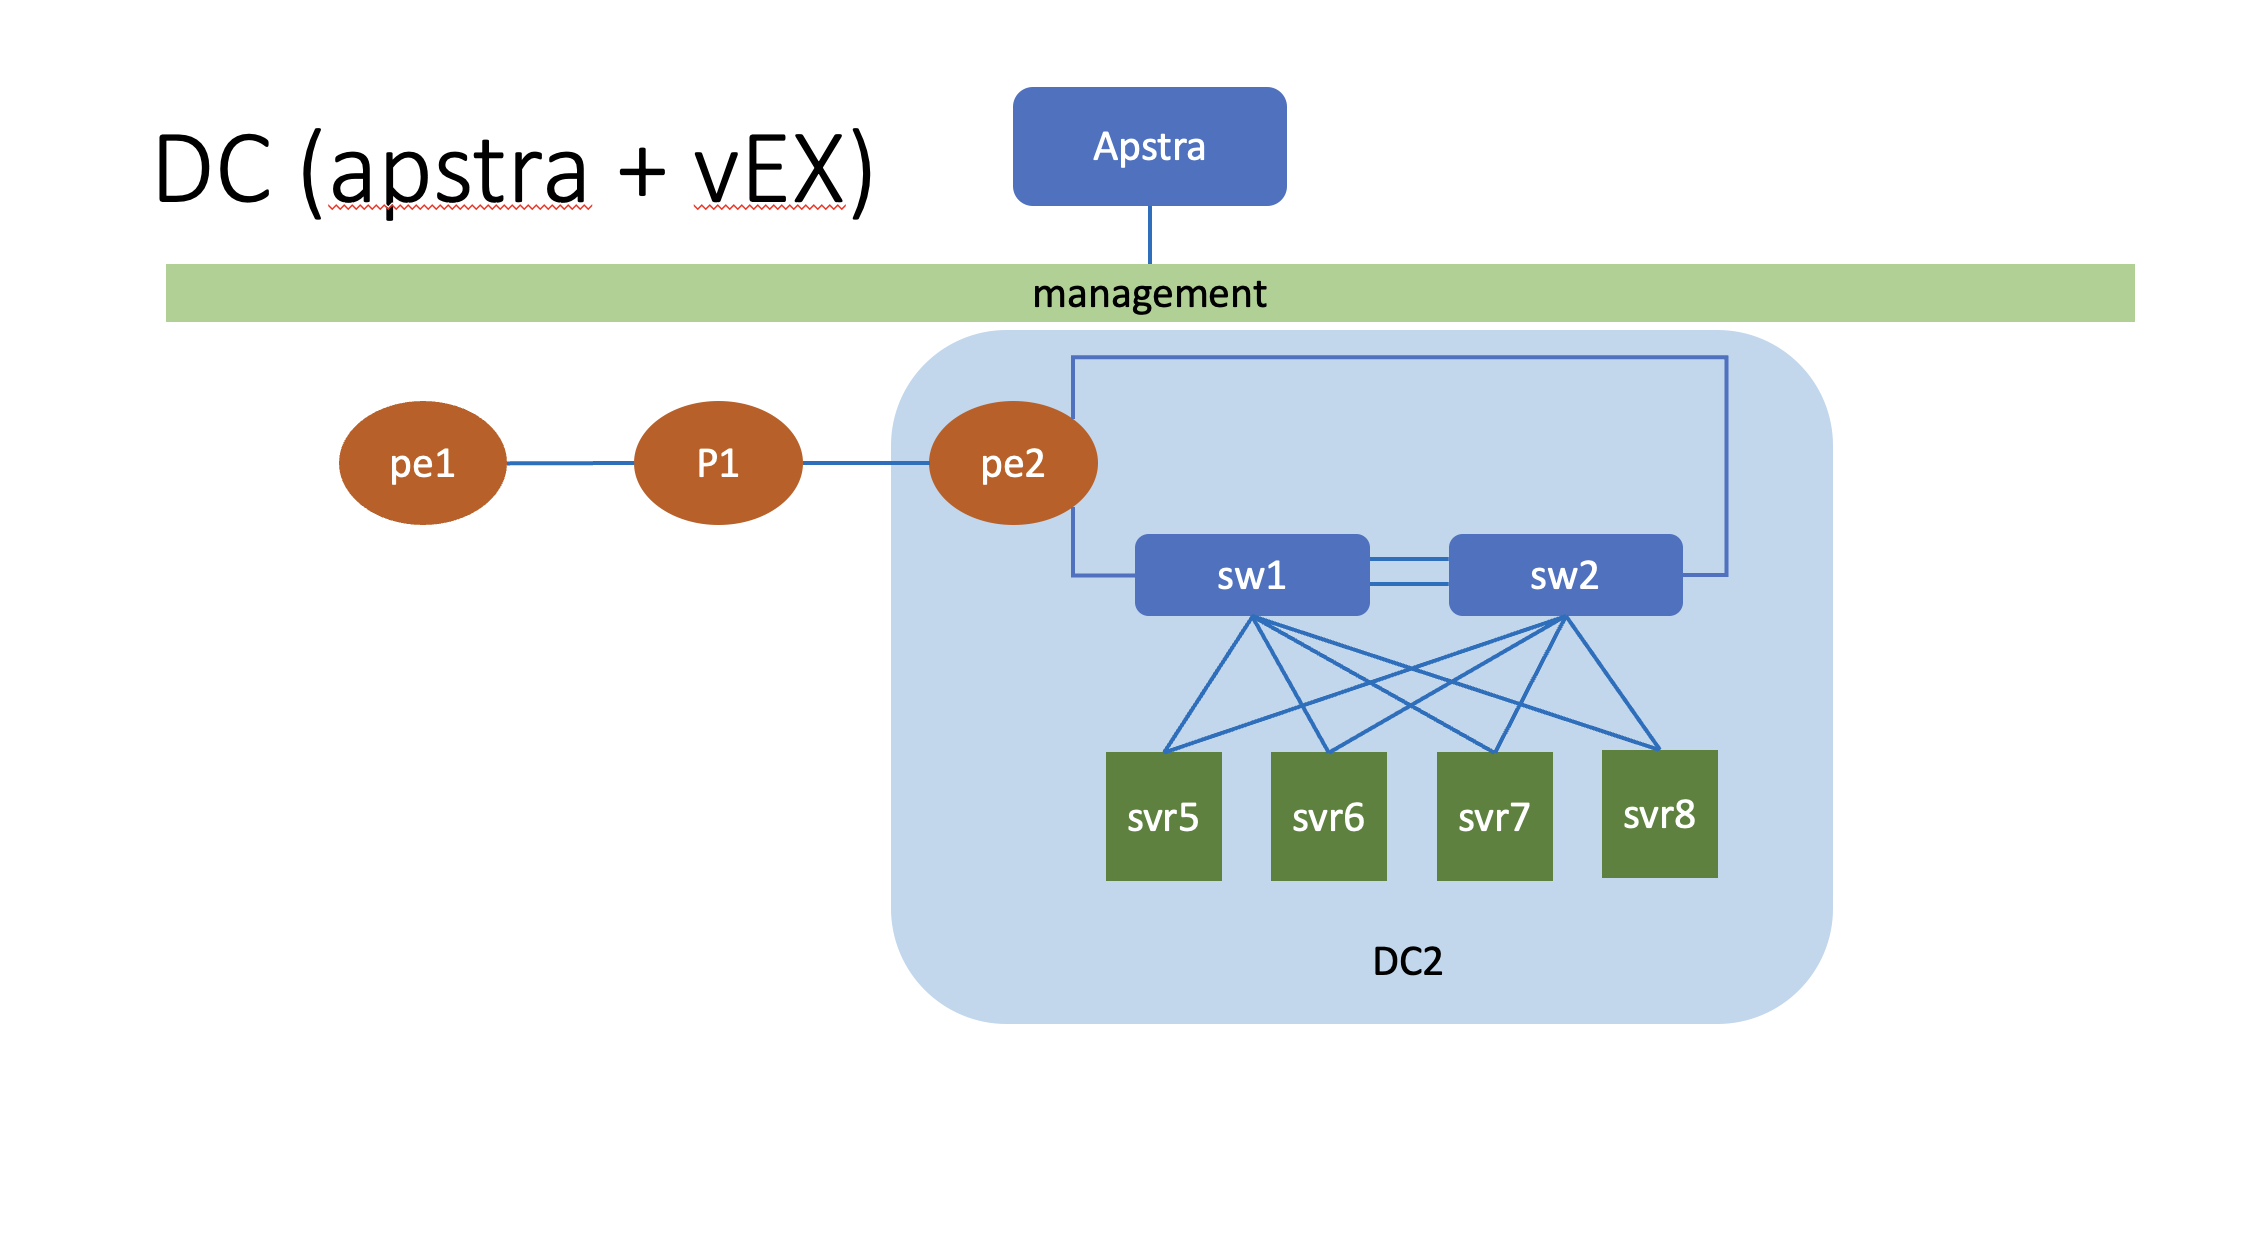 DC (apstra + vEX)
Apstra
management
pe1
P1
pe2
sw1
sw2
svr5
svr6
svr7
svr8
DC2